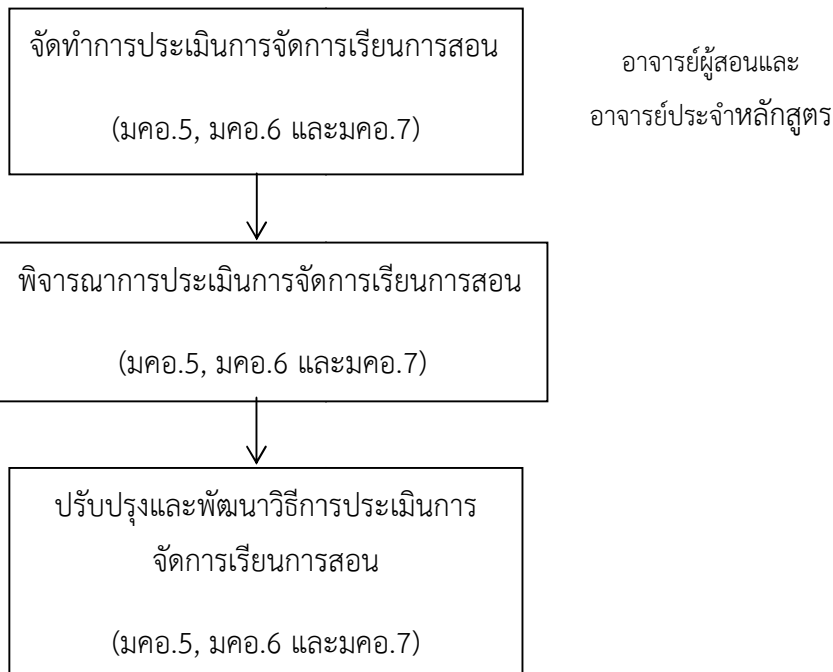 จัดทำการประเมินการจัดการเรียนการสอน
(มคอ.5, มคอ.6 และมคอ.7)
อาจารย์ผู้สอนและ
อาจารย์ประจำหลักสูตร
พิจารณาการประเมินการจัดการเรียนการสอน
(มคอ.5, มคอ.6 และมคอ.7)
ปรับปรุงและพัฒนาวิธีการประเมินการ
จัดการเรียนการสอน
(มคอ.5, มคอ.6 และมคอ.7)